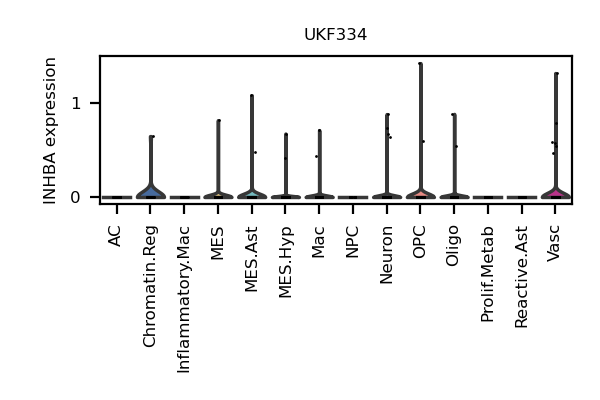 UKF334
INHBA expression
1
0
AC
Chromatin.Reg
Inflammatory.Mac
MES
MES.Ast
MES.Hyp
Mac
NPC
Neuron
OPC
Oligo
Prolif.Metab
Reactive.Ast
Vasc